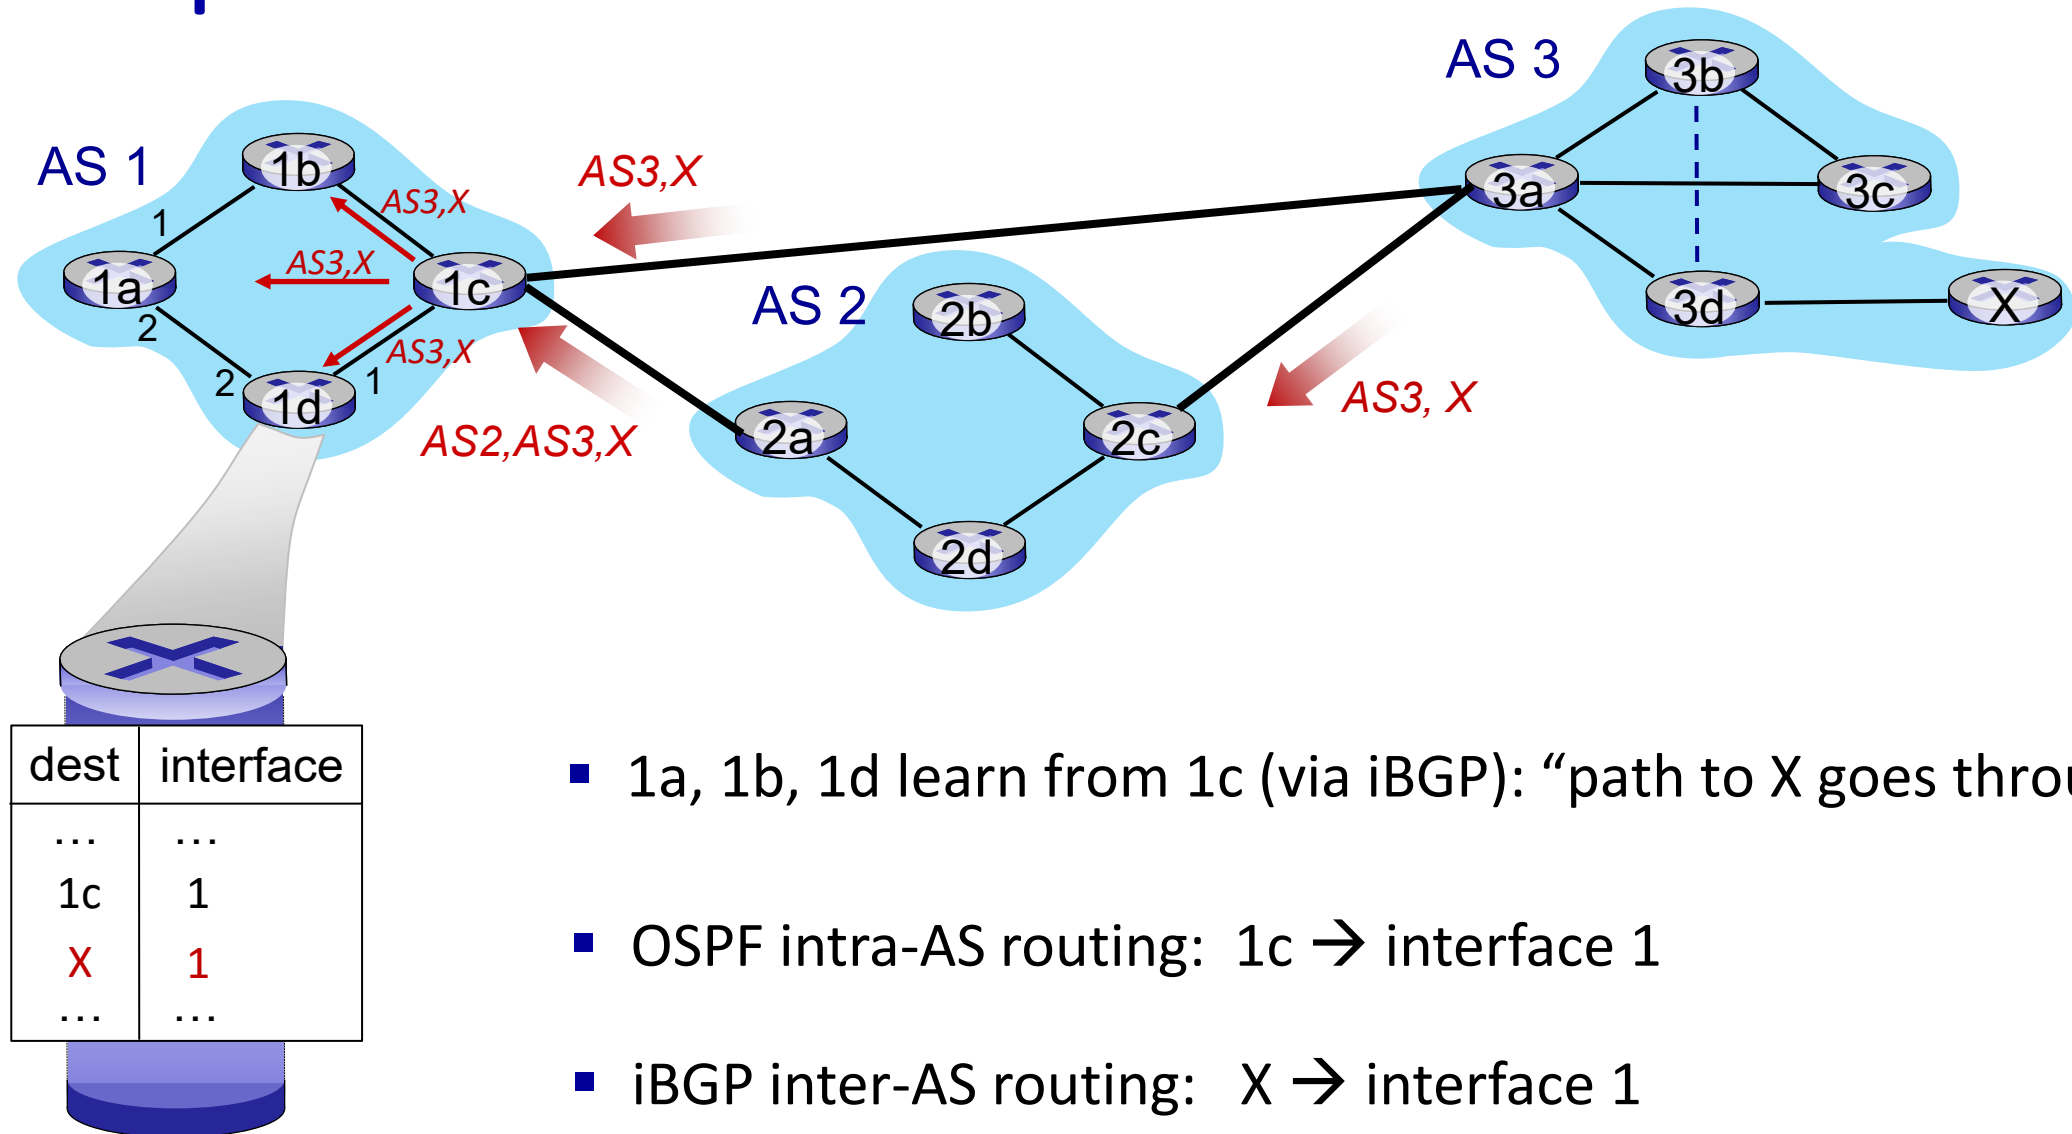 AS 3
3b
AS 1
1b
AS3,X
AS3,X
3a
3c
1
AS3,X
1a
1c
AS 2
2b
3d
X
2
AS3,X
2
1
1d
AS3, X
AS2,AS3,X
2a
2c
2d
dest interface
… …
1c 1
X 1
… …
▪ 1a, 1b, 1d learn from 1c (via iBGP): “path to X goes
▪ OSPF intra-AS routing: 1c → interface 1
▪ iBGP inter-AS routing: X → interface 1